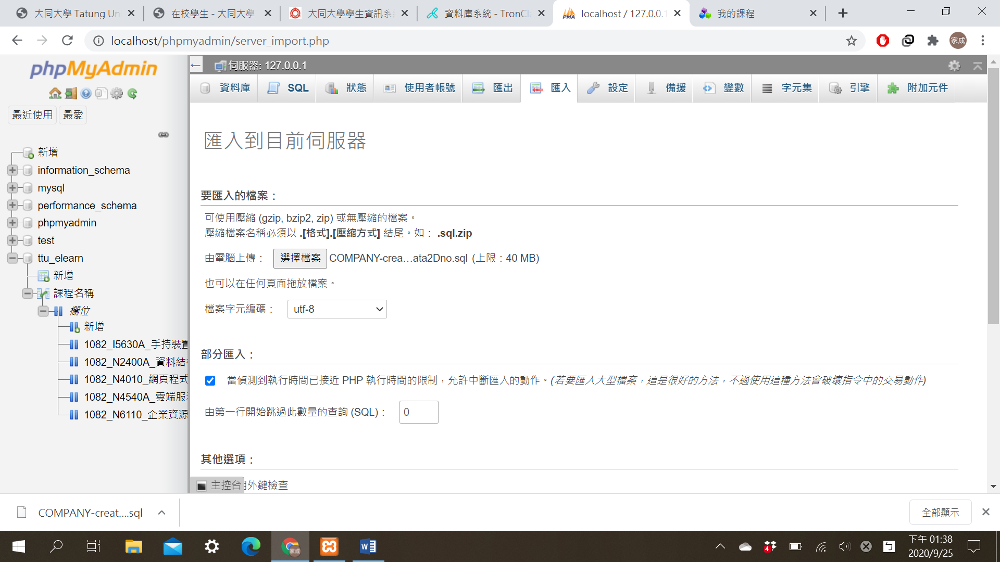 大同大學 Tatung Un
在校學生 - 大同大學
大同大學學生資訊系
資料庫系統 - TronCla
localhost / 127.0.0.1
我的課程
localhost/phpmyadmin/server_import.php
家成
phpMyAdmin
最近使用
最愛
新增
information_schema
mysql
performance_schema
phpmyadmin
test
ttu_elearn
新增
課程名稱
欄位
新增
1082_I5630A_手持裝置
1082_N2400A_資料結
1082_N4010_網頁程式
1082_N4540A_雲端服
1082_N6110_企業資源
伺服器: 127.0.0.1
資料庫
SQL
狀態
使用者帳號
匯出
匯入
設定
備援
變數
字元集
引擎
附加元件
匯入到目前伺服器
要匯入的檔案：
可使用壓縮 (gzip, bzip2, zip) 或無壓縮的檔案。
壓縮檔案名稱必須以 .[格式].[壓縮方式] 結尾。如： .sql.zip
由電腦上傳： 選擇檔案 COMPANY-crea…ata2Dno.sql (上限：40 MB)
也可以在任何頁面拖放檔案。
檔案字元編碼： utf-8
部分匯入：
當偵測到執行時間已接近 PHP 執行時間的限制，允許中斷匯入的動作。(若要匯入大型檔案，這是很好的方法，不過使用這種方法會破壞指令中的交易動作)
由第一行開始跳過此數量的查詢 (SQL)： 0
其他選項：
主控台
外鍵檢查
COMPANY-creat....sql
全部顯示
下午 01:38
2020/9/25